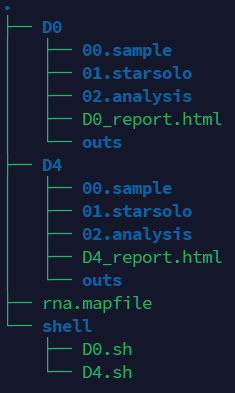 .
├── D0
│   ├── 00.sample
│   ├── 01.starsolo
│   ├── 02.analysis
│   ├── D0_report.html
│   └── outs
├── D4
│   ├── 00.sample
│   ├── 01.starsolo
│   ├── 02.analysis
│   ├── D4_report.html
│   └── outs
├── rna.mapfile
└── shell
    ├── D0.sh
    └── D4.sh